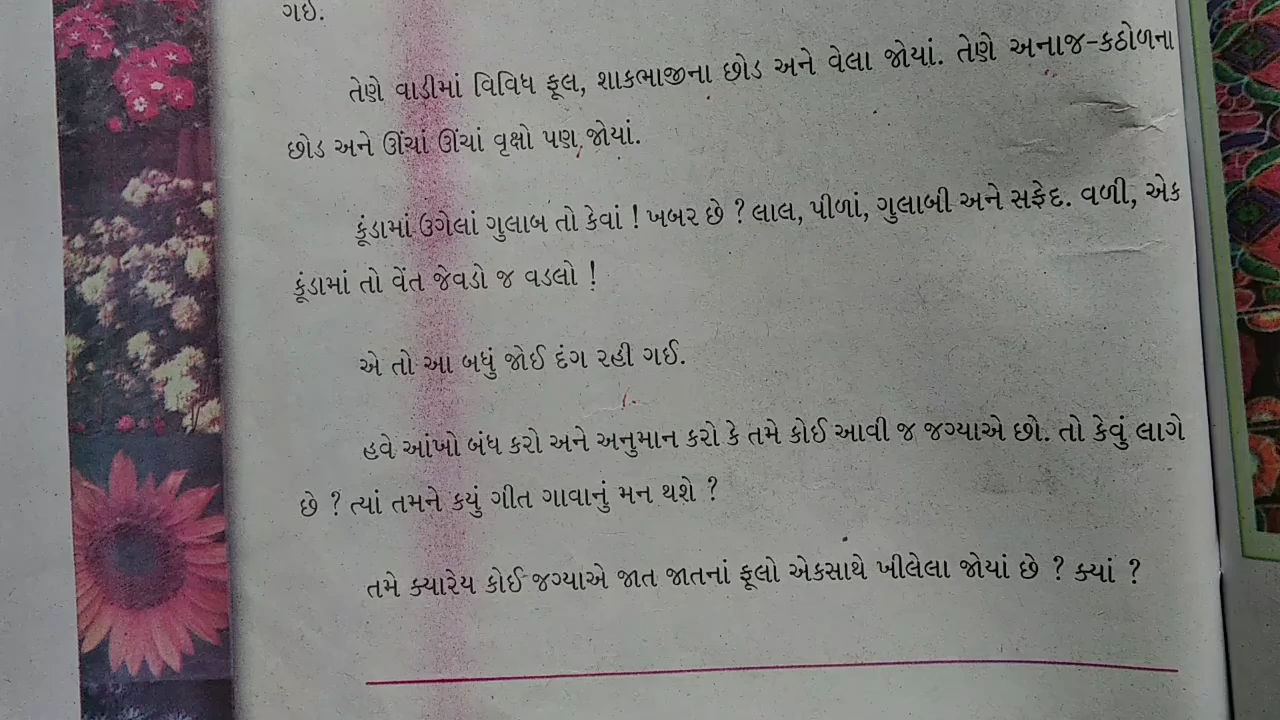 ગઈ.
તેણે વાડીમાં વિવિધ ફૂલ, શાકભાજીના છોડ અને વેલા જોયાં. તેણે અનાજ-કઠોળના
છોડ અને ઊંચાં ઊંચાં વૃક્ષો પણ જોયાં.
કૂંડામાં ઉગેલાં ગુલાબ તો કેવાં ! ખબર છે ? લાલ, પીળાં, ગુલાબી અને સફેદ. વળી, એક
કૂંડામાં તો વેંત જેવડો જ વડલો !
એ તો આ બધું જોઈ દંગ રહી ગઈ.
હવે આંખો બંધ કરો અને અનુમાન કરો કે તમે કોઈ આવી જ જગ્યાએ છો. તો કેવું લાગે
છે ? ત્યાં તમને કયું ગીત ગાવાનું મન થશે ?
તમે ક્યારેય કોઈ જગ્યાએ જાત જાતનાં ફૂલો એકસાથે ખીલેલા જોયાં છે ? ક્યાં ?